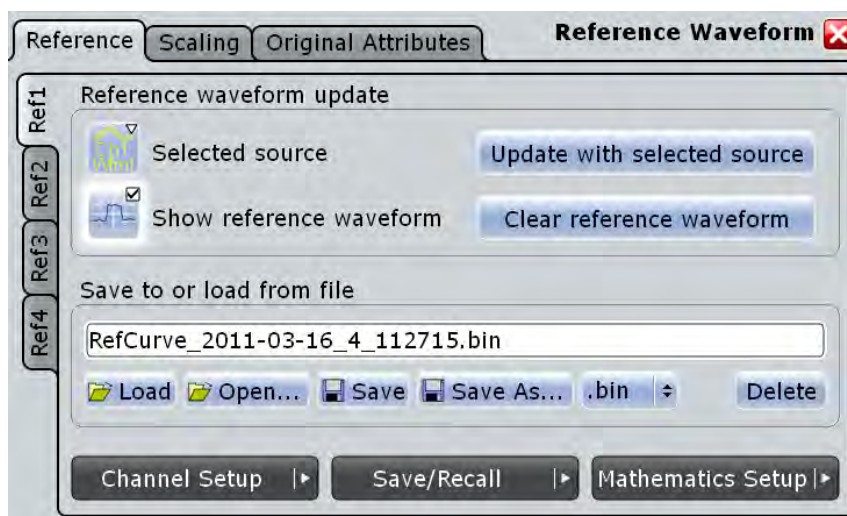 Reference Scaling Original Attributes Reference Waveform
Ref1
Ref2
Ref3
Ref4
Reference waveform update
Selected source Update with selected source
Show reference waveform Clear reference waveform
Save to or load from file
RefCurve_2011-03-16_4_112715.bin
Load Open... Save Save As... .bin Delete
Channel Setup Save/Recall Mathematics Setup